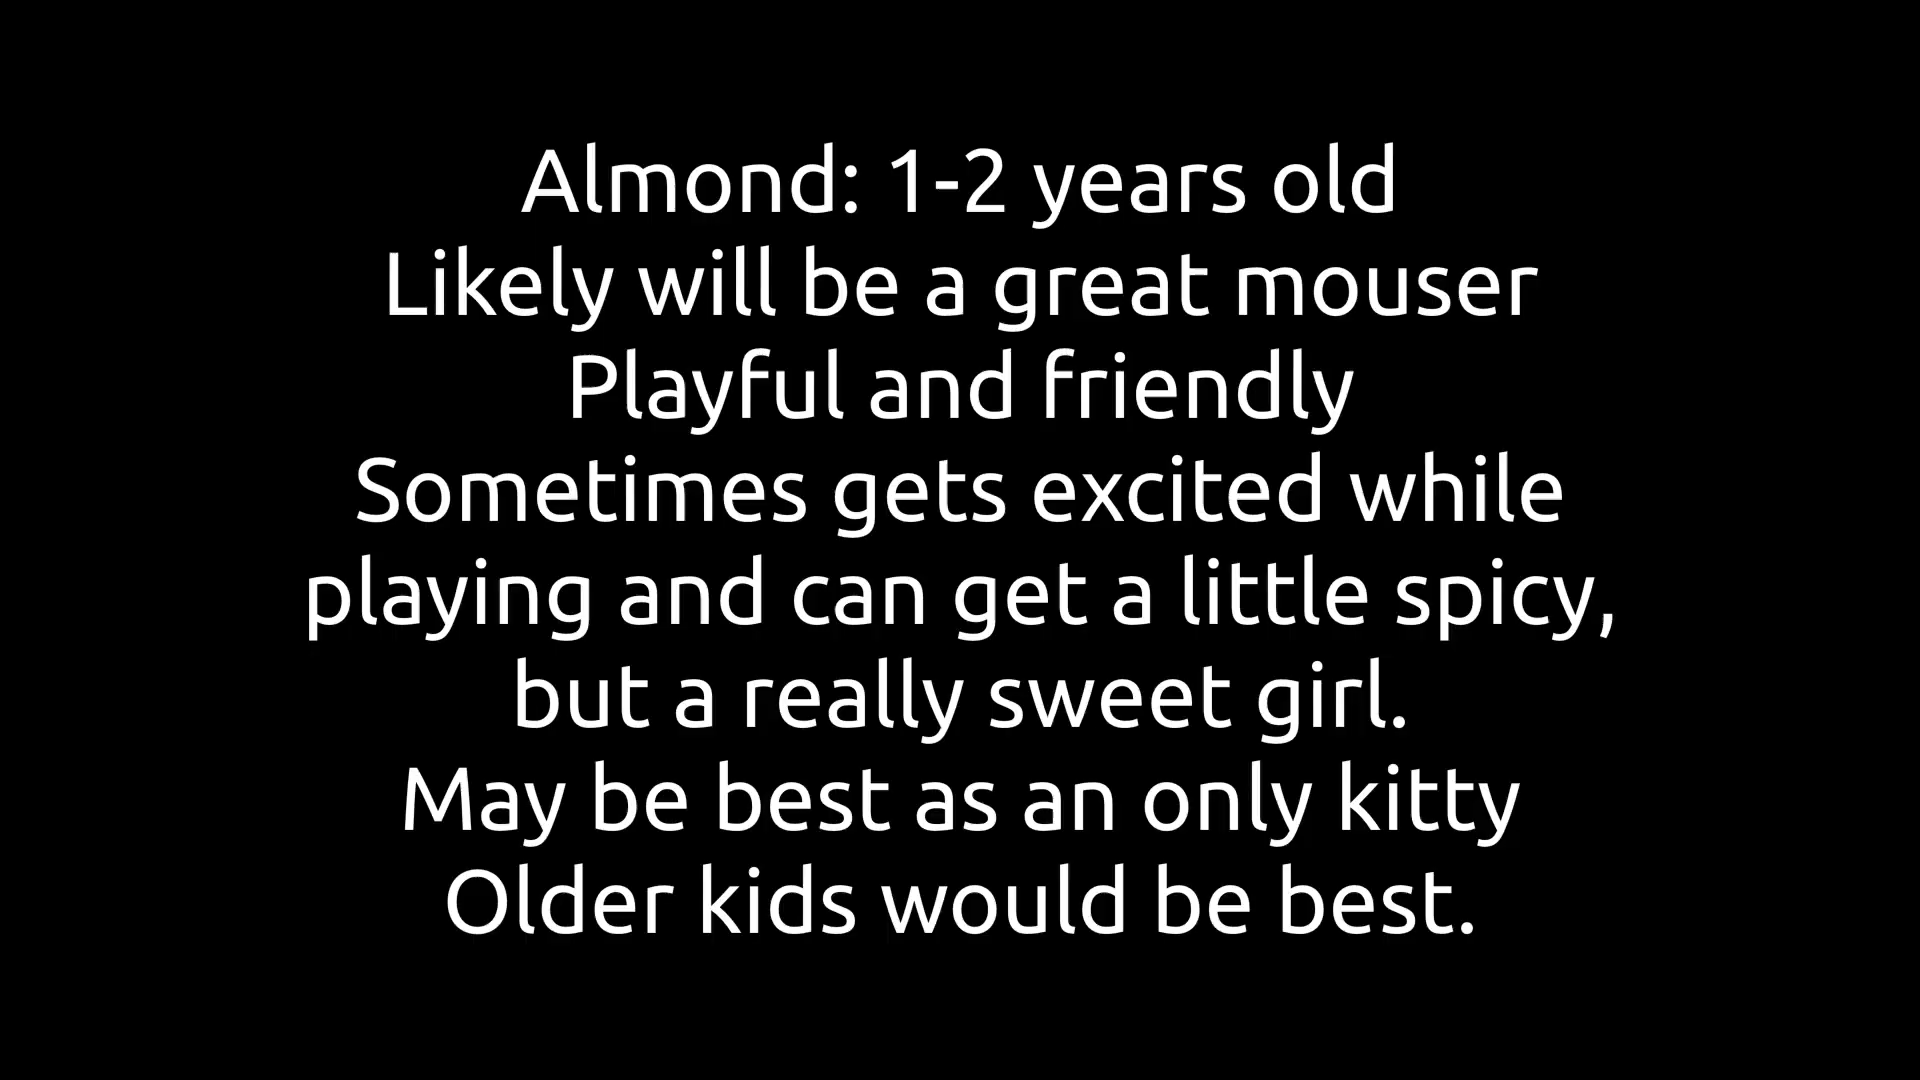 Almond: 1-2 years old
Likely will be a great mouser
Playful and friendly
Sometimes gets excited while
playing and can get a little spicy,
but a really sweet girl.
May be best as an only kitty
Older kids would be best.